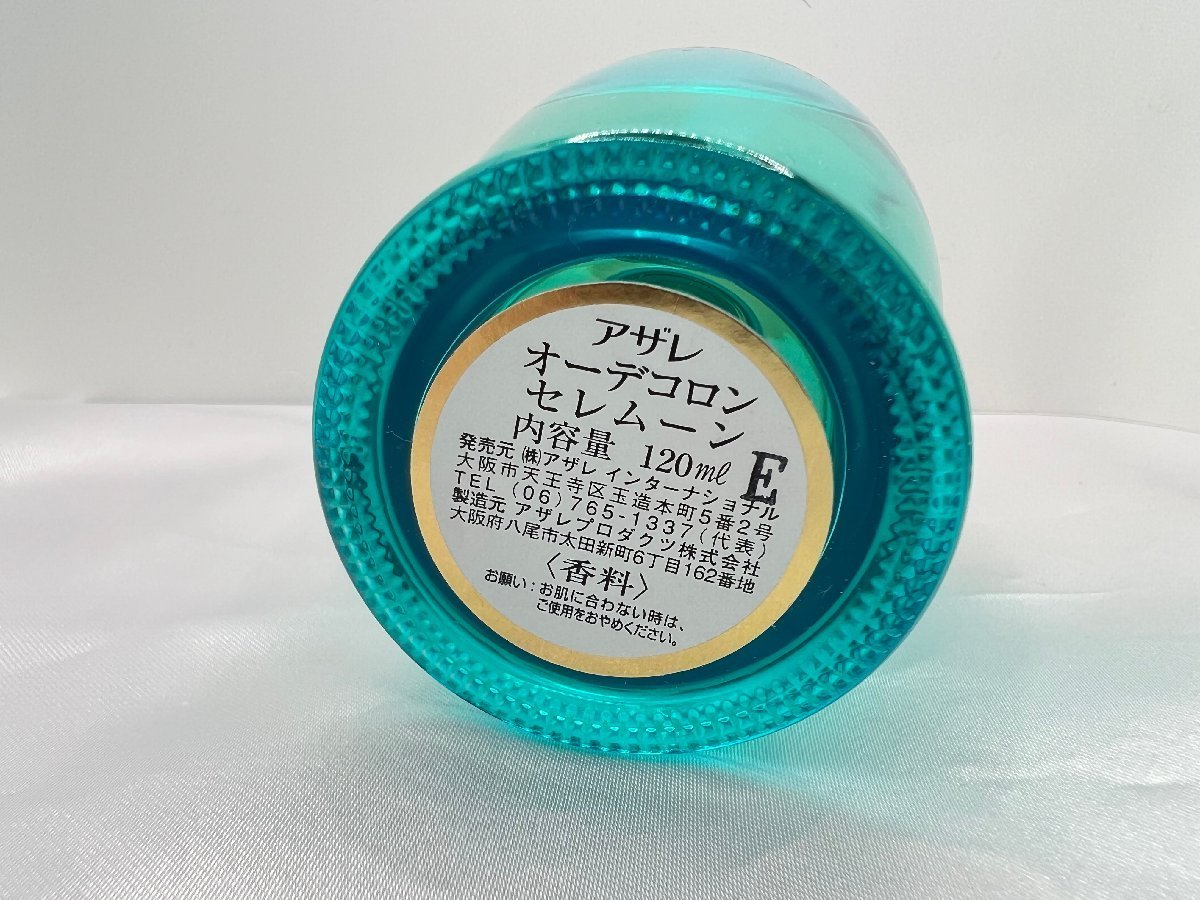 アザレ
オーデコロン
セレムーン
内容量 120ml
E
発売元 ㈱アザレ インターナショナル
大阪市天王寺区玉造本町5番2号
TEL (06) 765-1337 (代表)
製造元 アザレプロダクツ株式会社
大阪府八尾市太田新町6丁目162番地
〈香料〉
お願い:お肌に合わない時は、
ご使用をおやめください。